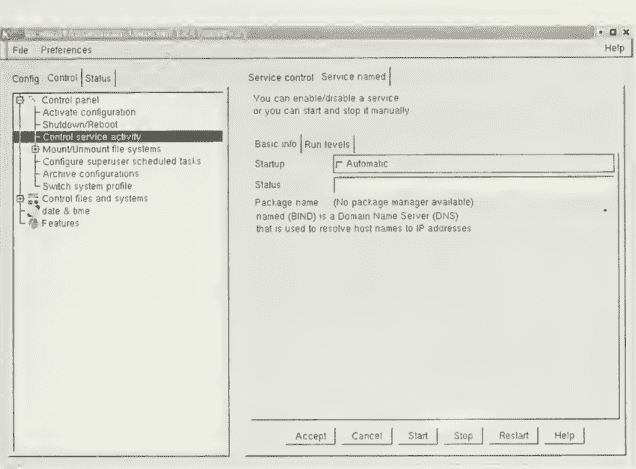 File Preferences Help
Config Control Status
Control panel
Activate configuration
Shutdown/Reboot
Control service activity
Mount/Unmount file systems
Configure superuser scheduled tasks
Archive configurations
Switch system profile
Control files and systems
date & time
Features
Service control Service named
You can enable/disable a service
or you can start and stop it manually
Basic info Run levels
Startup Automatic
Status
Package name (No package manager available)
named (BIND) is a Domain Name Server (DNS)
that is used to resolve host names to IP addresses
Accept Cancel Start Stop Restart Help